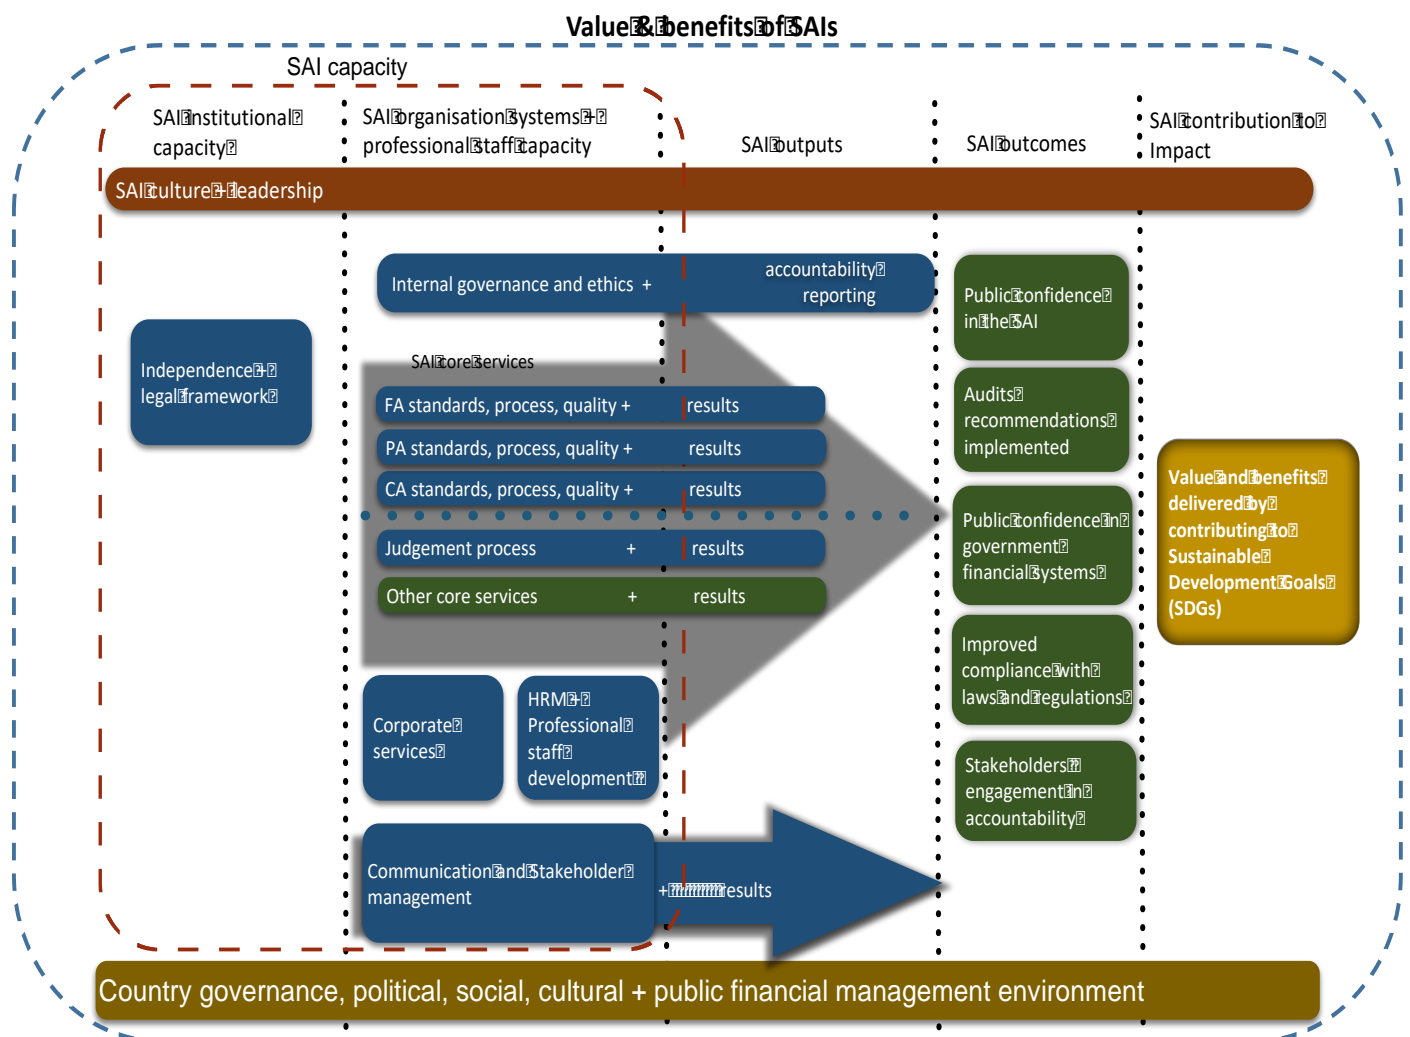 Value & benefits of SAIs
SAI capacity
SAI institutional
capacity
SAI organisation systems +
professional staff capacity
SAI outputs
SAI outcomes
SAI contribution to
Impact
SAI culture + leadership
Internal governance and ethics +
accountability
reporting
Independence +
legal framework
SAI core services
FA standards, process, quality + results
PA standards, process, quality + results
CA standards, process, quality + results
Judgement process + results
Other core services + results
Corporate
services
HRM +
Professional
staff
development
Communication and Stakeholder
management
+ results
Public confidence
in the SAI
Audits
recommendations
implemented
Public confidence in
government
financial systems
Improved
compliance with
laws and regulations
Stakeholders
engagement in
accountability
Value and benefits
delivered by
contributing to
Sustainable
Development Goals
(SDGs)
Country governance, political, social, cultural + public financial management environment